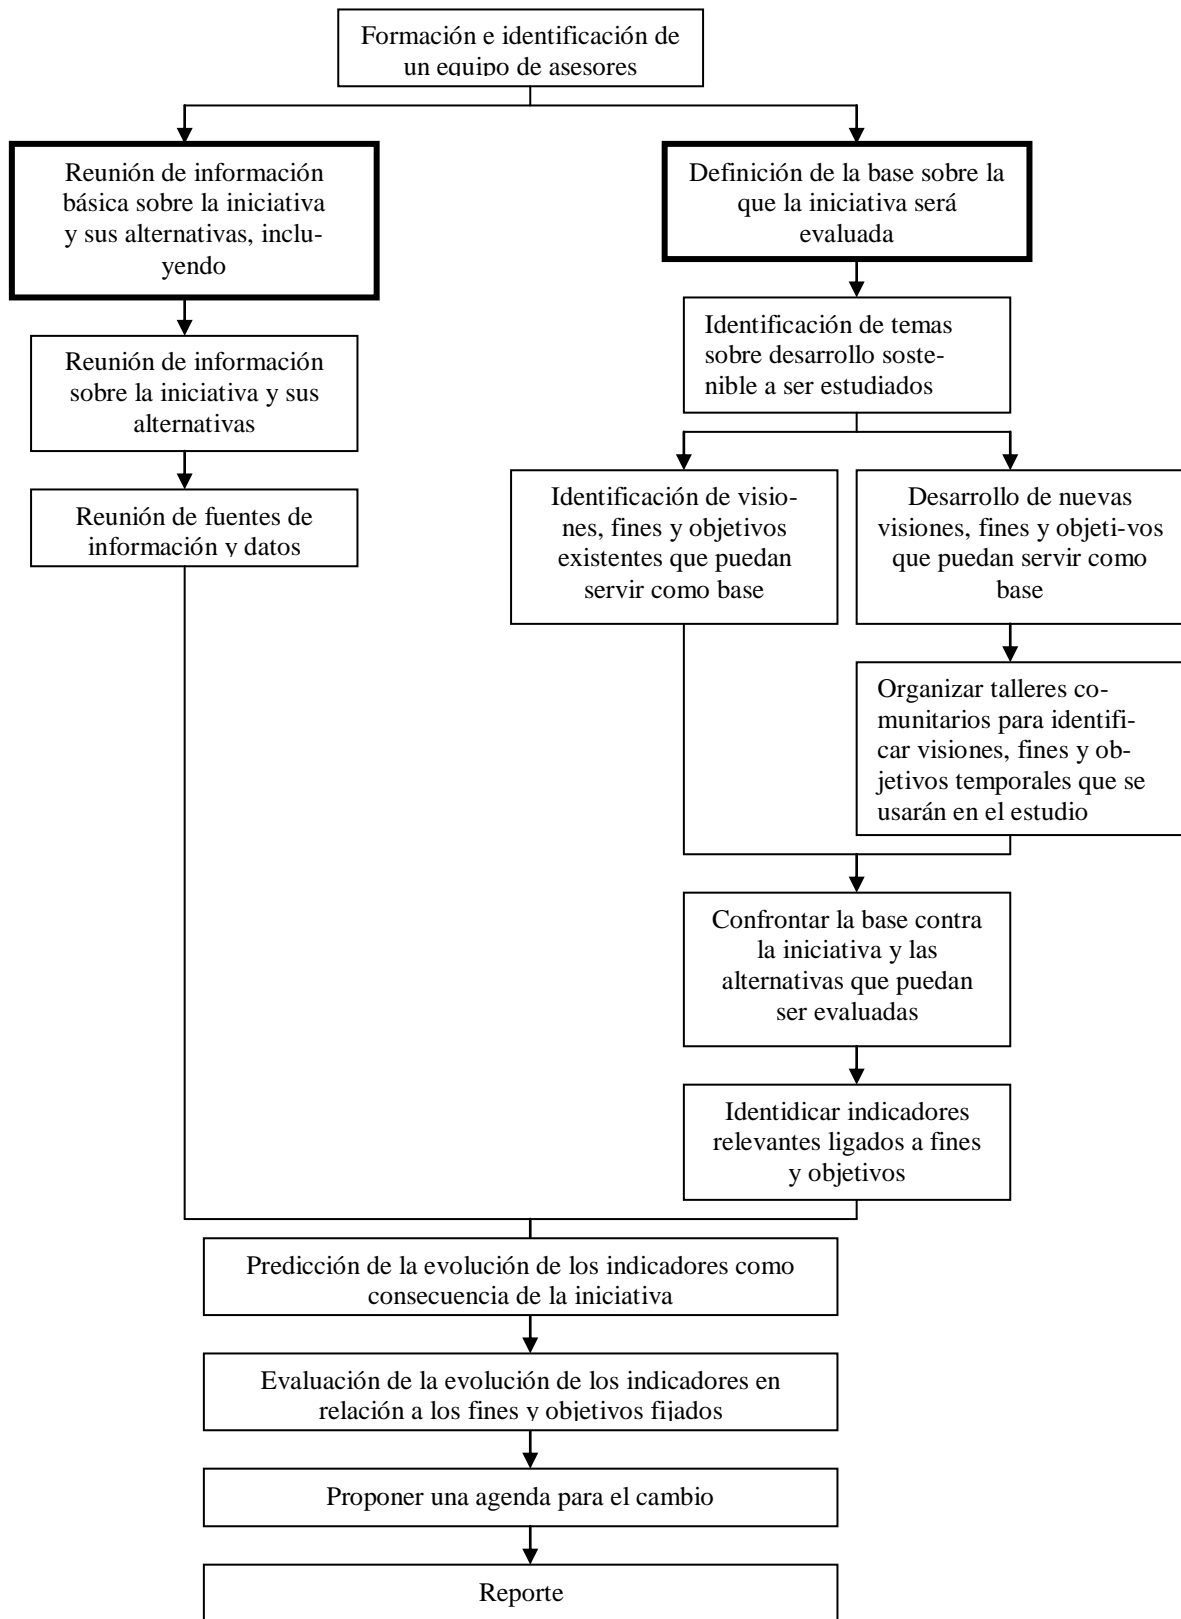 Formación e identificación de
un equipo de asesores
Reunión de información
básica sobre la iniciativa
y sus alternativas, inclu-
yendo
Definición de la base sobre la
que la iniciativa será
evaluada
Reunión de información
sobre la iniciativa y sus
alternativas
Identificación de temas
sobre desarrollo soste-
nible a ser estudiados
Reunión de fuentes de
información y datos
Identificación de visio-
nes, fines y objetivos
existentes que puedan
servir como base
Desarrollo de nuevas
visiones, fines y objeti-vos
que puedan servir como
base
Organizar talleres co-
munitarios para identifi-
car visiones, fines y ob-
jetivos temporales que se
usarán en el estudio
Confrontar la base contra
la iniciativa y las
alternativas que puedan
ser evaluadas
Identidicar indicadores
relevantes ligados a fines
y objetivos
Predicción de la evolución de los indicadores como
consecuencia de la iniciativa
Evaluación de la evolución de los indicadores en
relación a los fines y objetivos fijados
Proponer una agenda para el cambio
Reporte